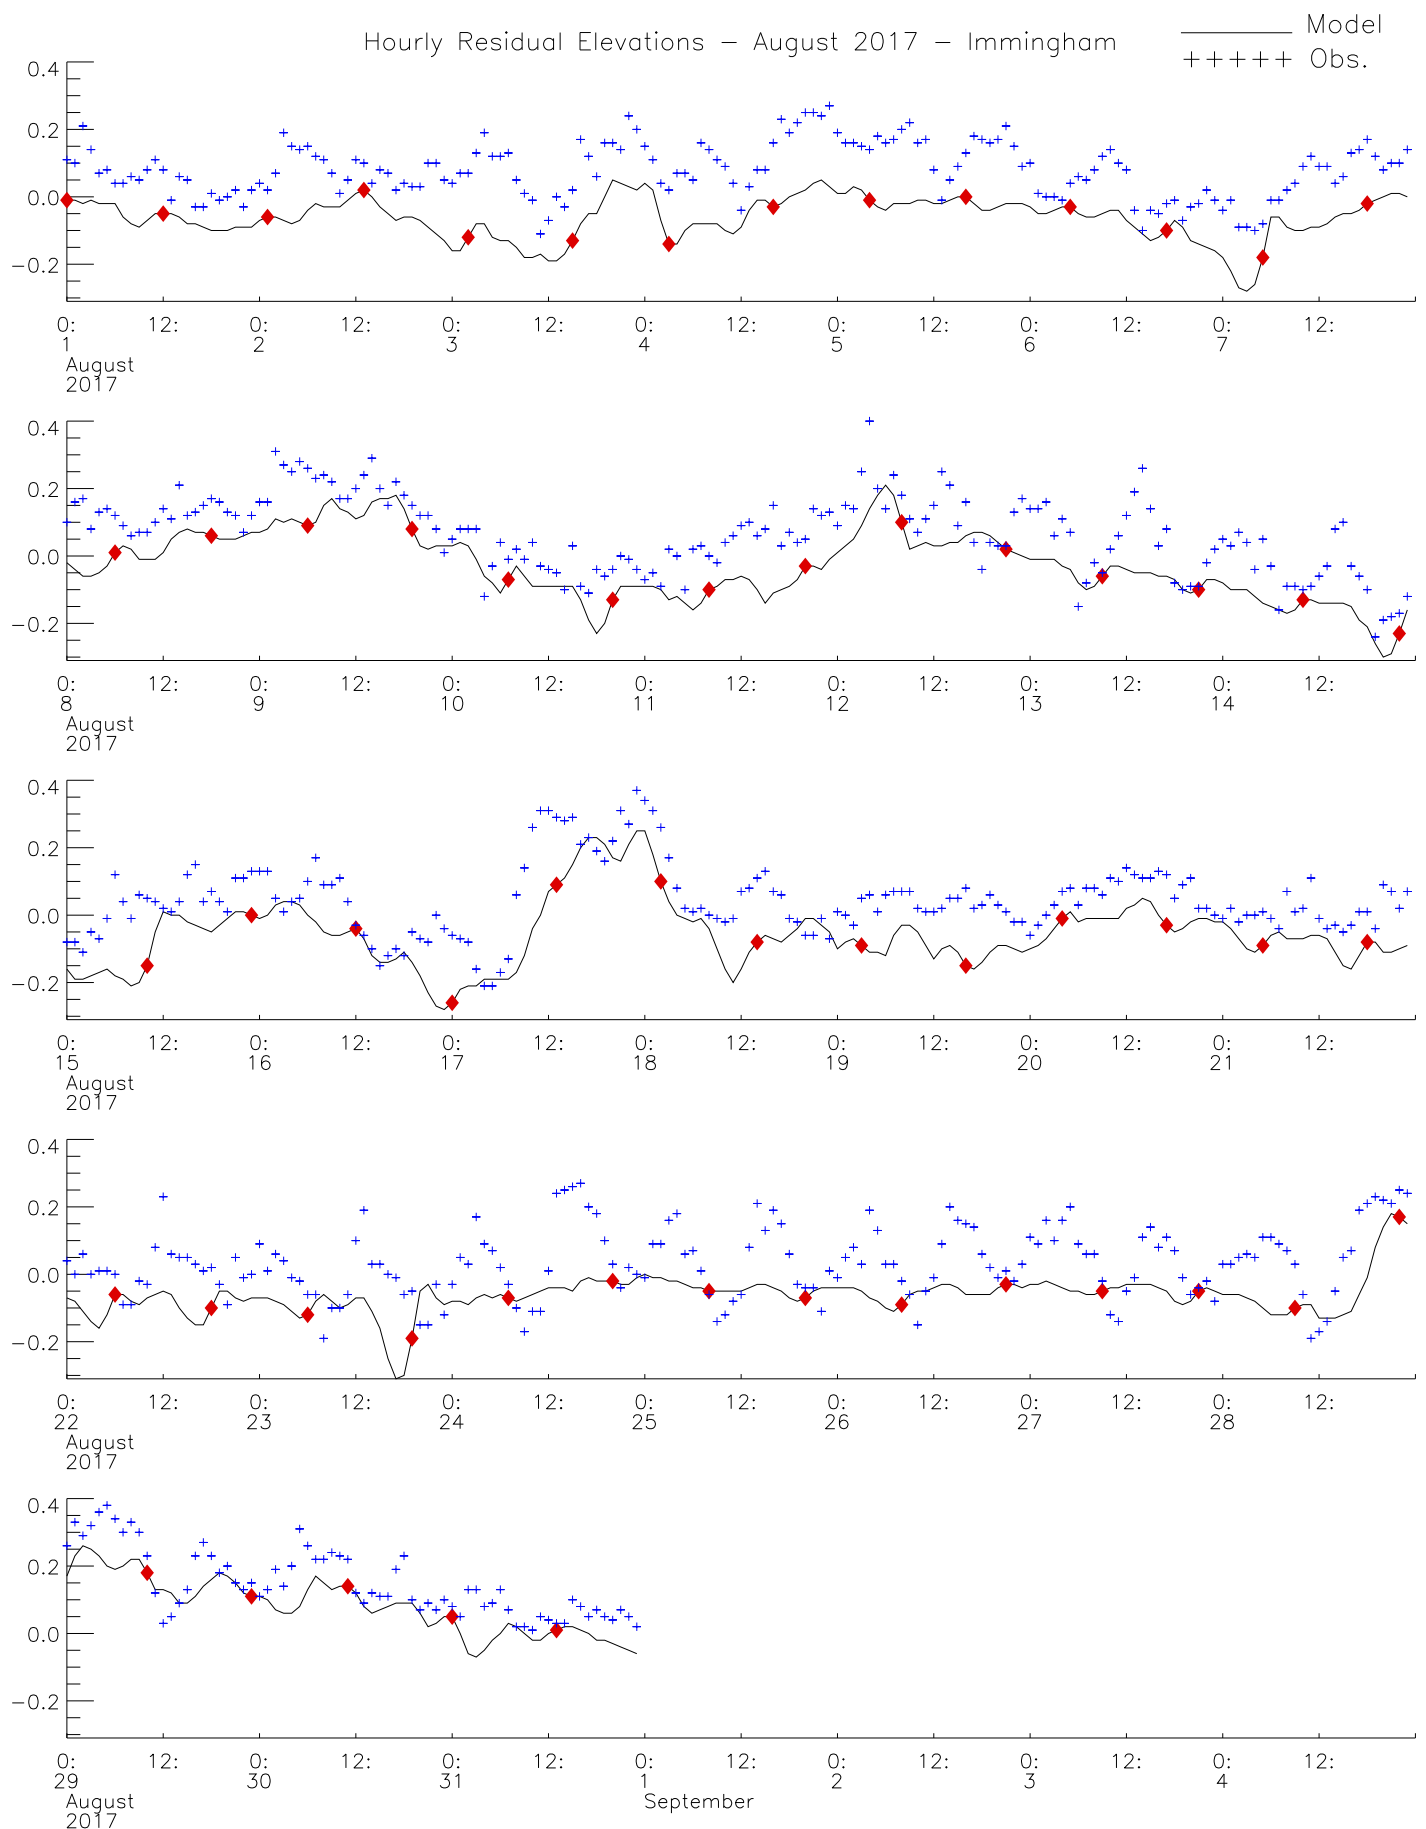 Hourly Residual Elevations − August 2017 − Immingham
Model
+++++ Obs.
0.4
0.2
0.0
−0.2
0: 12: 0: 12: 0: 12: 0: 12: 0: 12: 0: 12: 0: 12:
1 2 3 4 5 6 7
August
2017
0.4
0.2
0.0
−0.2
0: 12: 0: 12: 0: 12: 0: 12: 0: 12: 0: 12: 0: 12:
8 9 10 11 12 13 14
August
2017
0.4
0.2
0.0
−0.2
0: 12: 0: 12: 0: 12: 0: 12: 0: 12: 0: 12: 0: 12:
15 16 17 18 19 20 21
August
2017
0.4
0.2
0.0
−0.2
0: 12: 0: 12: 0: 12: 0: 12: 0: 12: 0: 12: 0: 12:
22 23 24 25 26 27 28
August
2017
0.4
0.2
0.0
−0.2
0: 12: 0: 12: 0: 12: 0: 12: 0: 12: 0: 12: 0: 12:
29 30 31 1 2 3 4
August September
2017